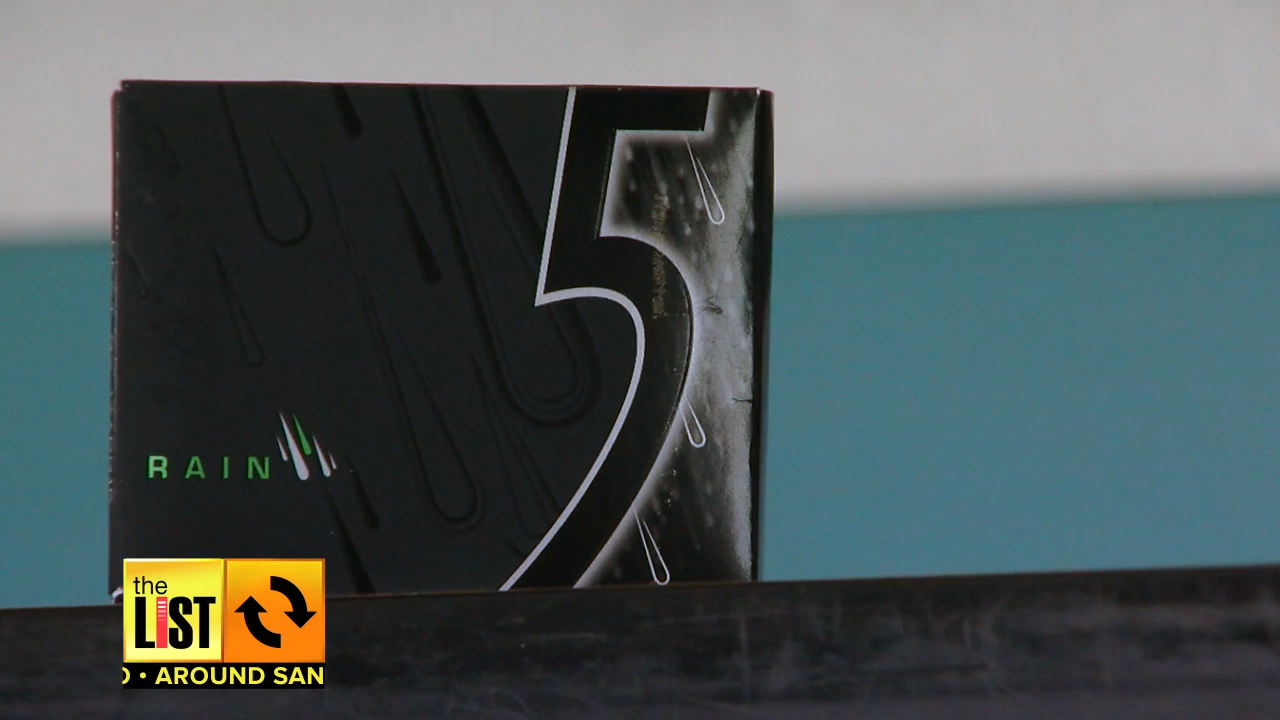 5
RAIN
the
LIST
O • AROUND SAN